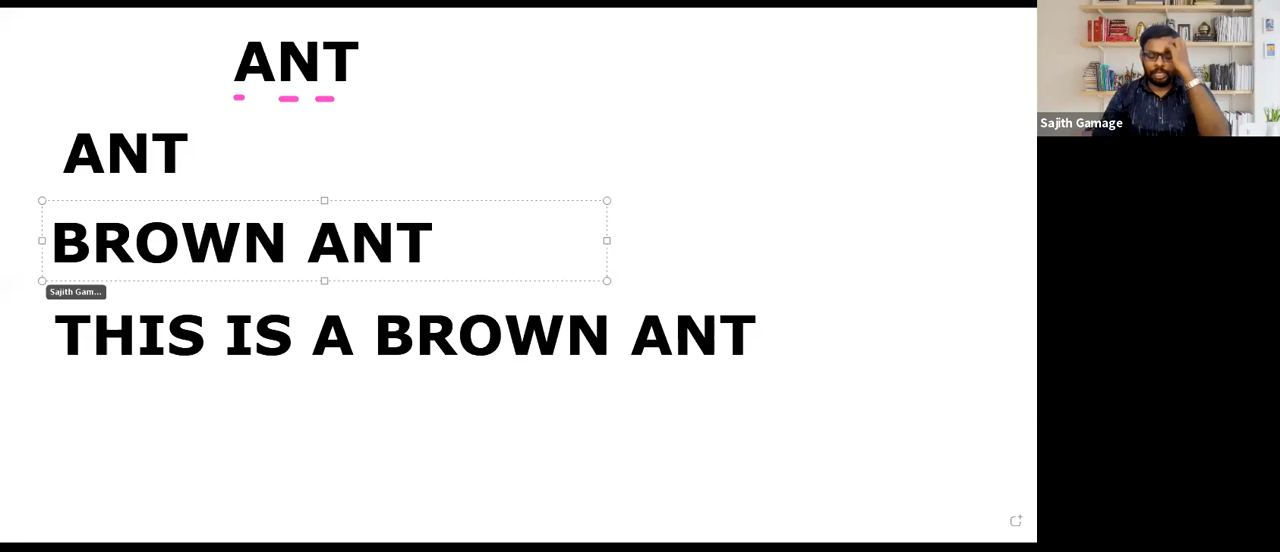 ANT
ANT
BROWN ANT
Sajith Gam...
THIS IS A BROWN ANT
Sajith Gamage